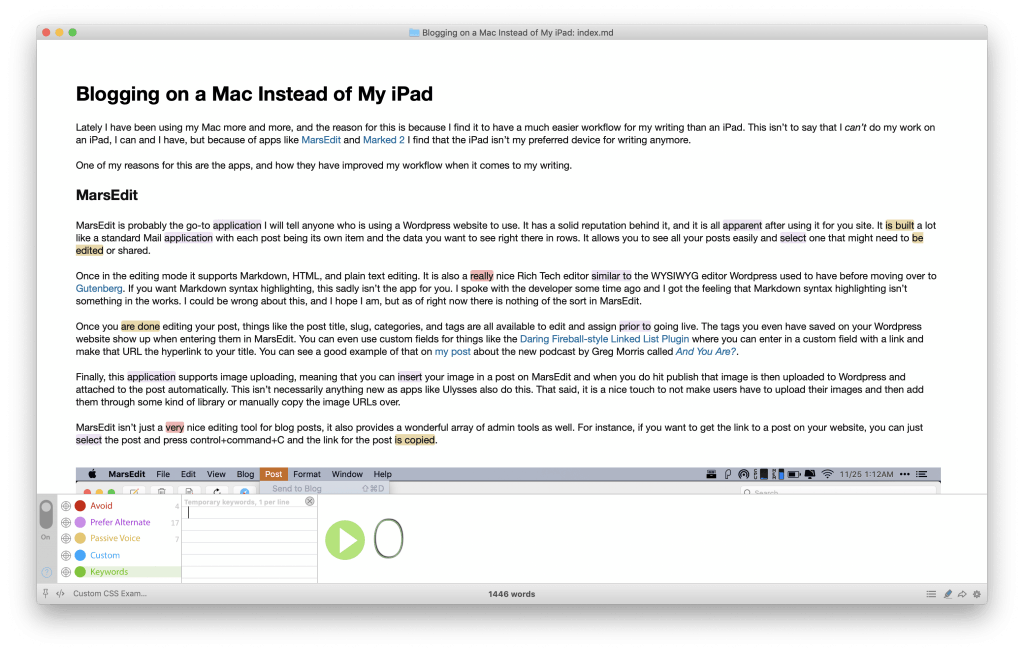 Blogging on a Mac Instead of My iPad: index.md
Blogging on a Mac Instead of My iPad
Lately I have been using my Mac more and more, and the reason for this is because I find it to have a much easier workflow for my writing than an iPad. This isn't to say that I can't do my work on
an iPad, I can and I have, but because of apps like MarsEdit and Marked 2 I find that the iPad isn't my preferred device for writing anymore.
One of my reasons for this are the apps, and how they have improved my workflow when it comes to my writing.
MarsEdit
MarsEdit is probably the go-to application I will tell anyone who is using a Wordpress website to use. It has a solid reputation behind it, and it is all apparent after using it for you site. It is built a lot
like a standard Mail application with each post being its own item and the data you want to see right there in rows. It allows you to see all your posts easily and select one that might need to be
edited or shared.
Once in the editing mode it supports Markdown, HTML, and plain text editing. It is also a really nice Rich Tech editor similar to the WYSIWYG editor Wordpress used to have before moving over to
Gutenberg. If you want Markdown syntax highlighting, this sadly isn't the app for you. I spoke with the developer some time ago and I got the feeling that Markdown syntax highlighting isn't
something in the works. I could be wrong about this, and I hope I am, but as of right now there is nothing of the sort in MarsEdit.
Once you are done editing your post, things like the post title, slug, categories, and tags are all available to edit and assign prior to going live. The tags you even have saved on your Wordpress
website show up when entering them in MarsEdit. You can even use custom fields for things like the Daring Fireball-style Linked List Plugin where you can enter in a custom field with a link and
make that URL the hyperlink to your title. You can see a good example of that on my post about the new podcast by Greg Morris called And You Are?.
Finally, this application supports image uploading, meaning that you can insert your image in a post on MarsEdit and when you do hit publish that image is then uploaded to Wordpress and
attached to the post automatically. This isn't necessarily anything new as apps like Ulysses also do this. That said, it is a nice touch to not make users have to upload their images and then add
them through some kind of library or manually copy the image URLs over.
MarsEdit isn't just a very nice editing tool for blog posts, it also provides a wonderful array of admin tools as well. For instance, if you want to get the link to a post on your website, you can just
select the post and press control+command+C and the link for the post is copied.
MarsEdit File Edit View Blog Post Format Window Help 11/25 1:12AM
Send to Blog ⇧⌘D
Search
Avoid 4
Prefer Alternate 17
Passive Voice 7
Custom
Keywords
On
Temporary keywords, 1 per line
0
Custom CSS Exam...
1446 words